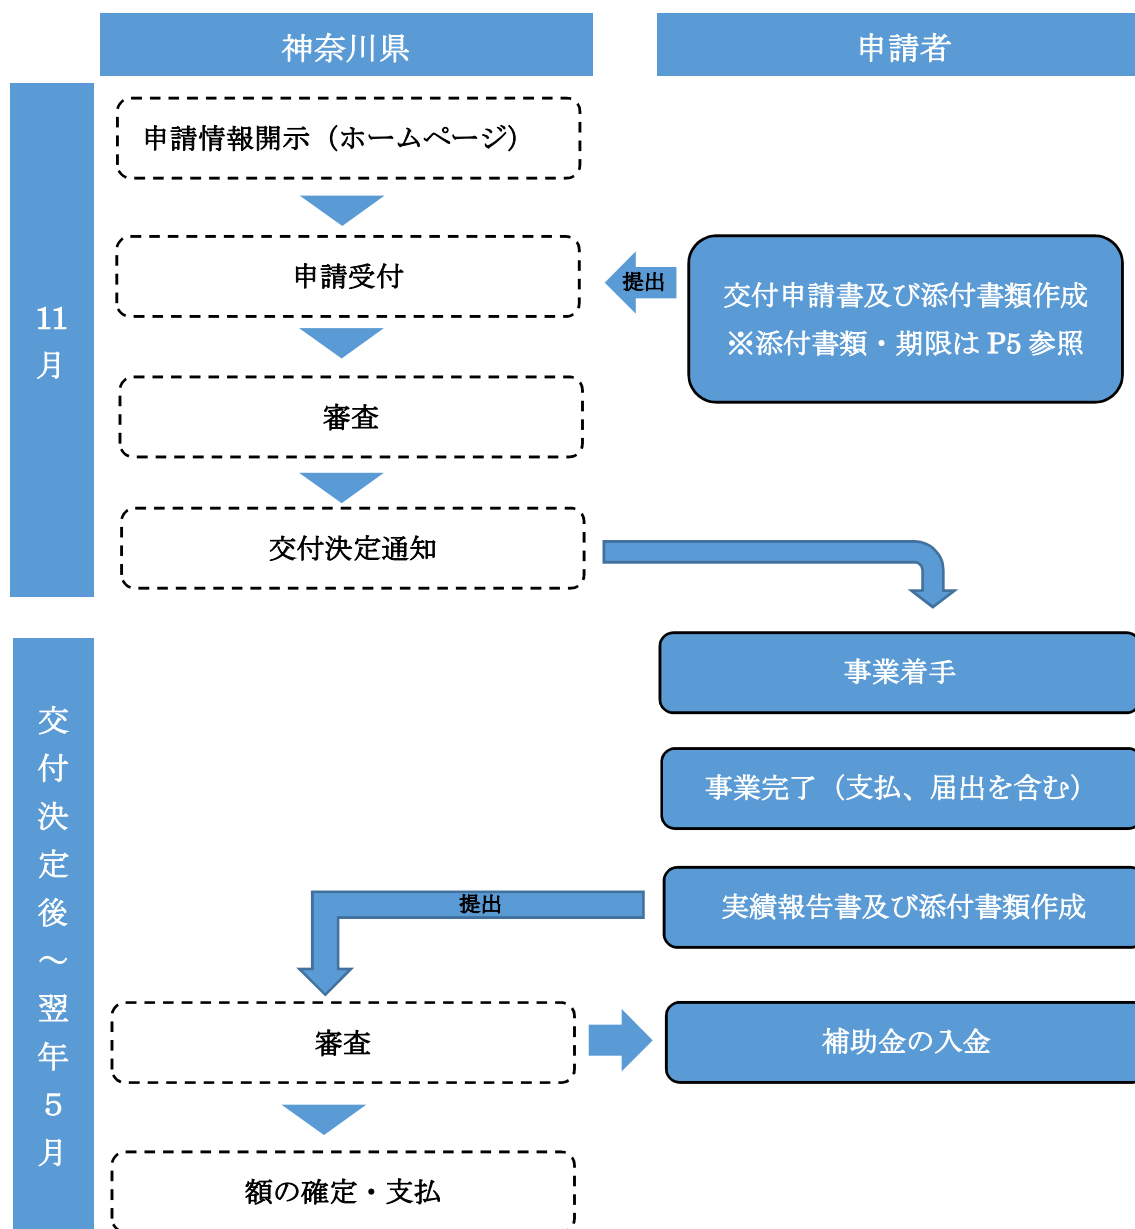 神奈川県
申請者
11月
申請情報開示（ホームページ）
申請受付
提出
交付申請書及び添付書類作成
※添付書類・期限は P5 参照
審査
交付決定通知
交付決定後～翌年5月
事業着手
事業完了（支払、届出を含む）
実績報告書及び添付書類作成
提出
審査
補助金の入金
額の確定・支払